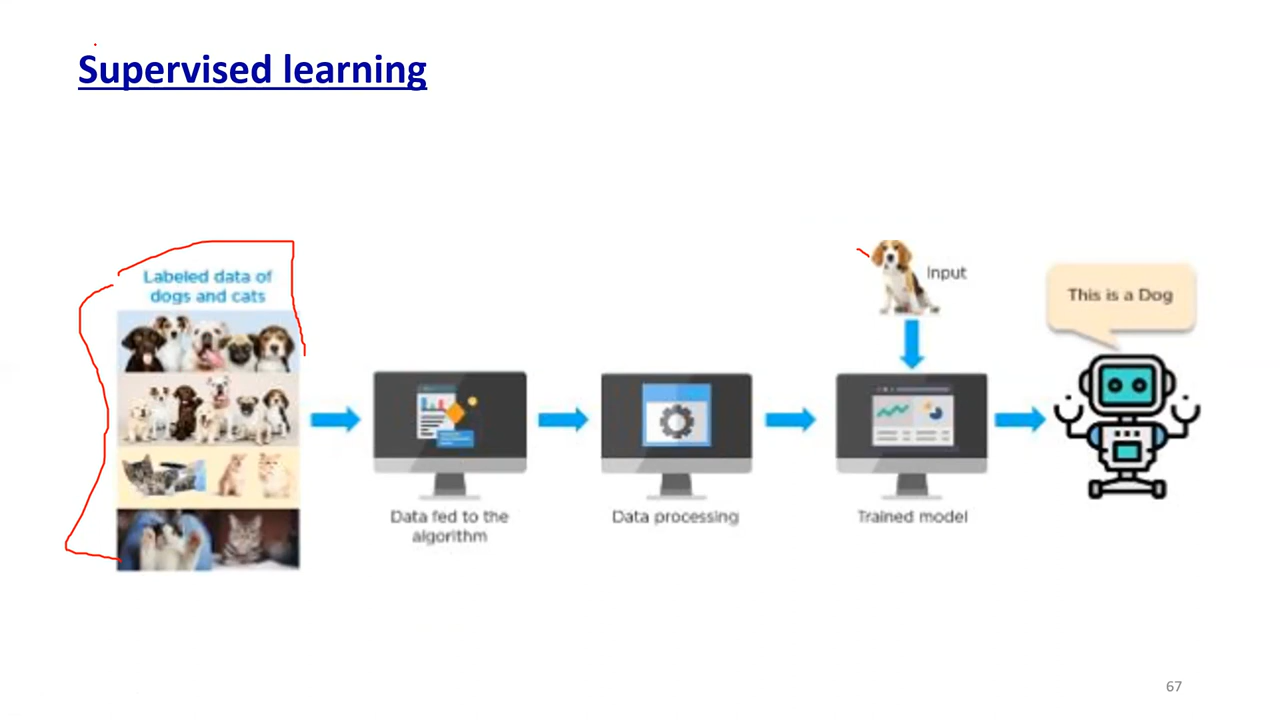 Supervised learning
Labeled data of
dogs and cats
Input
This is a Dog
Data fed to the
algorithm
Data processing
Trained model
67